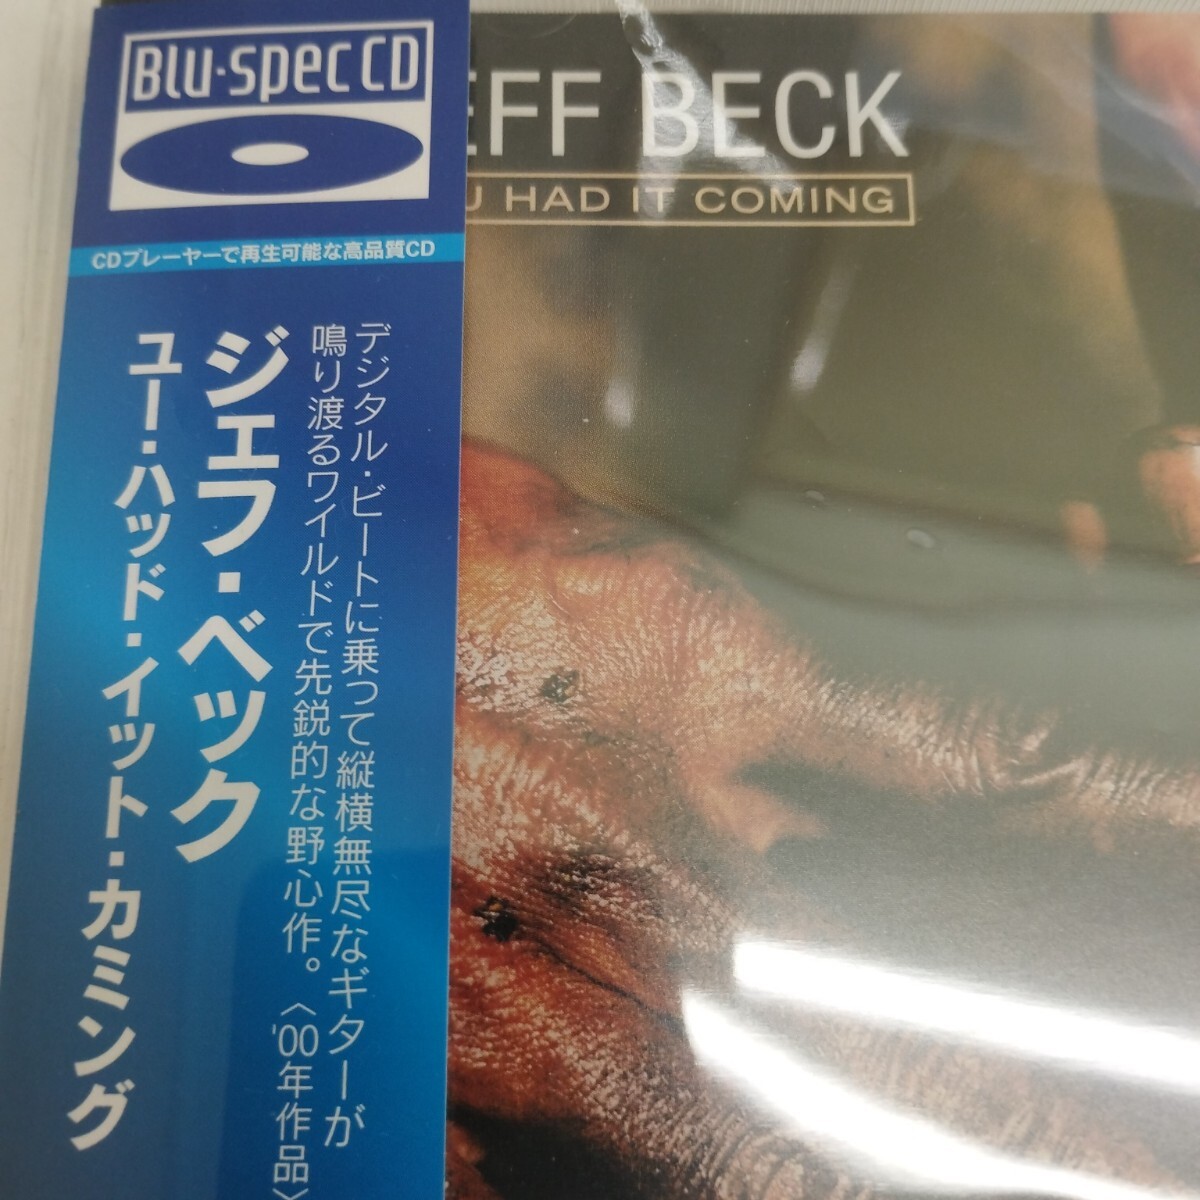 Blu-spec CD
CDプレーヤーで再生可能な高品質CD
デジタル・ビートに乗って縦横無尽なギターが
鳴り渡るワイルドで先鋭的な野心作。〈'00年作品〉
ジェフ・ベック
ユー・ハッド・イット・カミング
EFF BECK
U HAD IT COMING